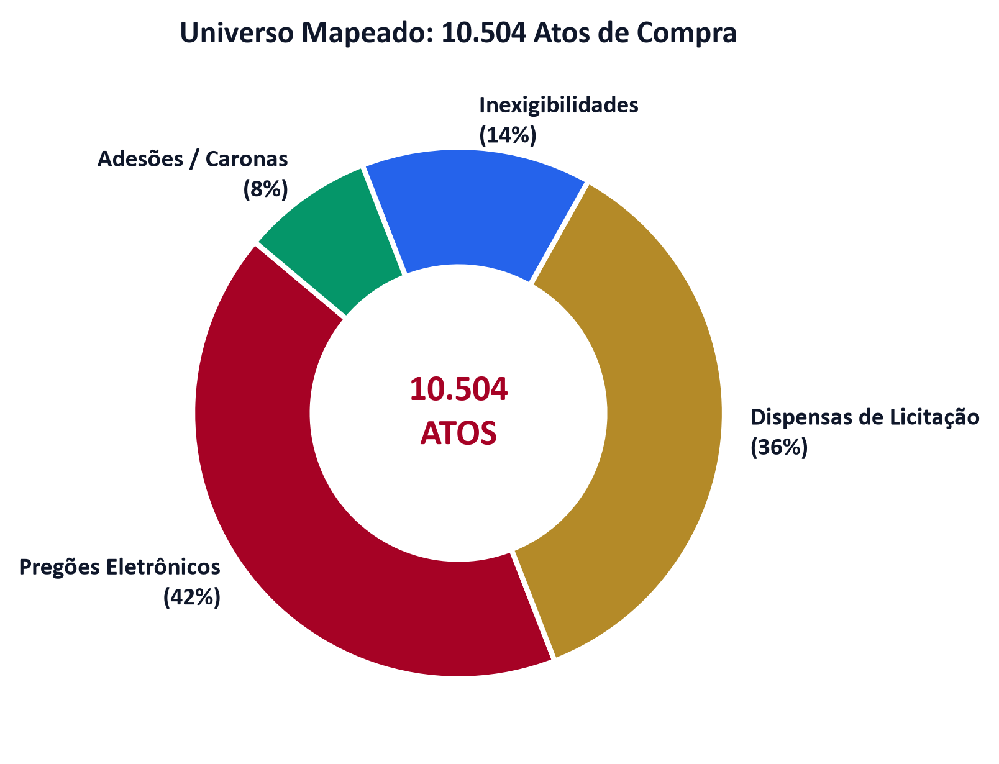 Universo Mapeado: 10.504 Atos de Compra
Inexigibilidades
(14%)
Adesões / Caronas
(8%)
10.504
ATOS
Dispensas de Licitação
(36%)
Pregões Eletrônicos
(42%)